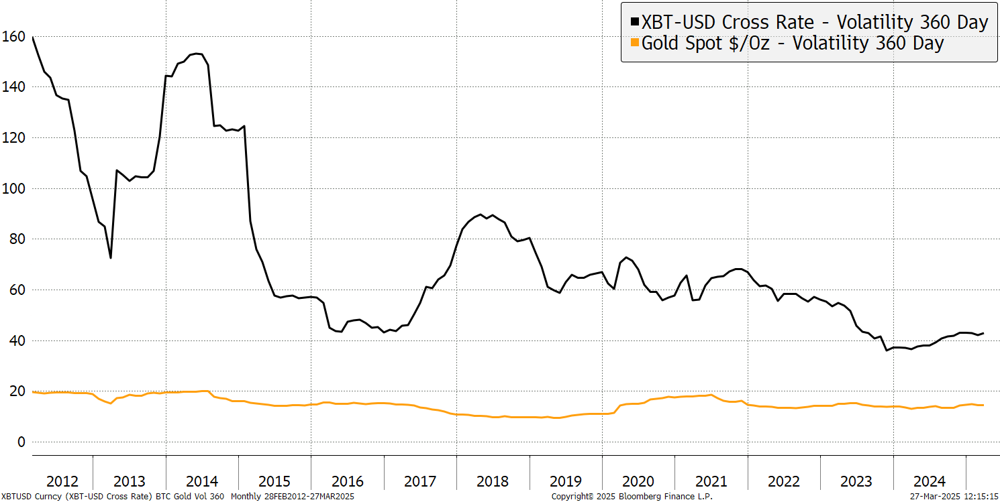 XBT-USD Cross Rate - Volatility 360 Day
Gold Spot $/Oz - Volatility 360 Day
160
140
120
100
80
60
40
20
0
2012 2013 2014 2015 2016 2017 2018 2019 2020 2021 2022 2023 2024
XBTUSD Curncy (XBT-USD Cross Rate) BTC Gold Vol 360 Monthly 28FEB2012-27MAR2025 Copyright© 2025 Bloomberg Finance L.P. 27-Mar-2025 12:15:15